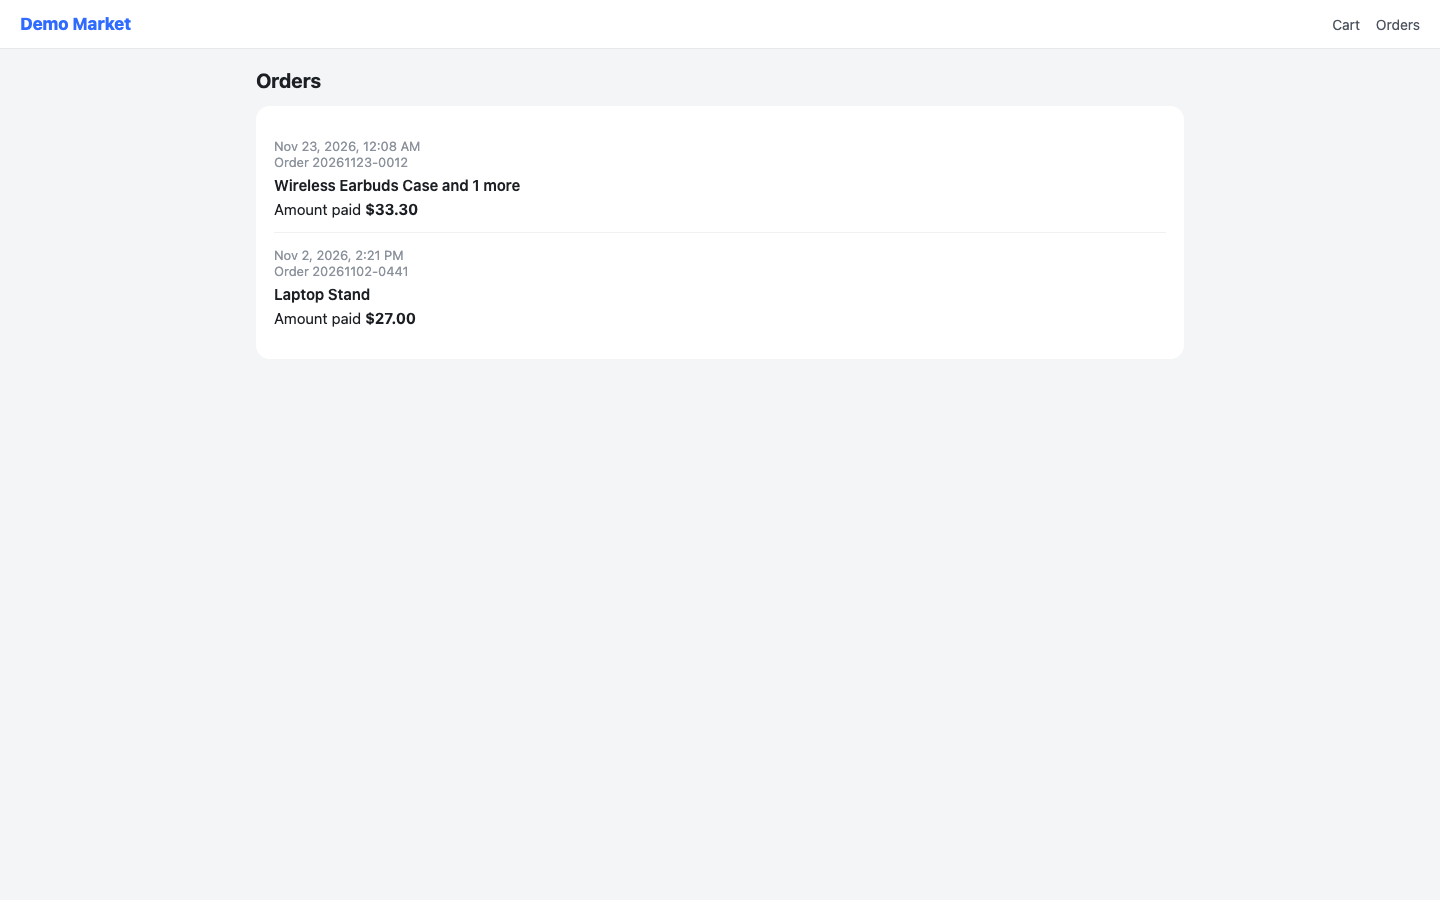 Demo Market
Cart
Orders
Orders
Nov 23, 2026, 12:08 AM
Order 20261123-0012
Wireless Earbuds Case and 1 more
Amount paid $33.30
Nov 2, 2026, 2:21 PM
Order 20261102-0441
Laptop Stand
Amount paid $27.00